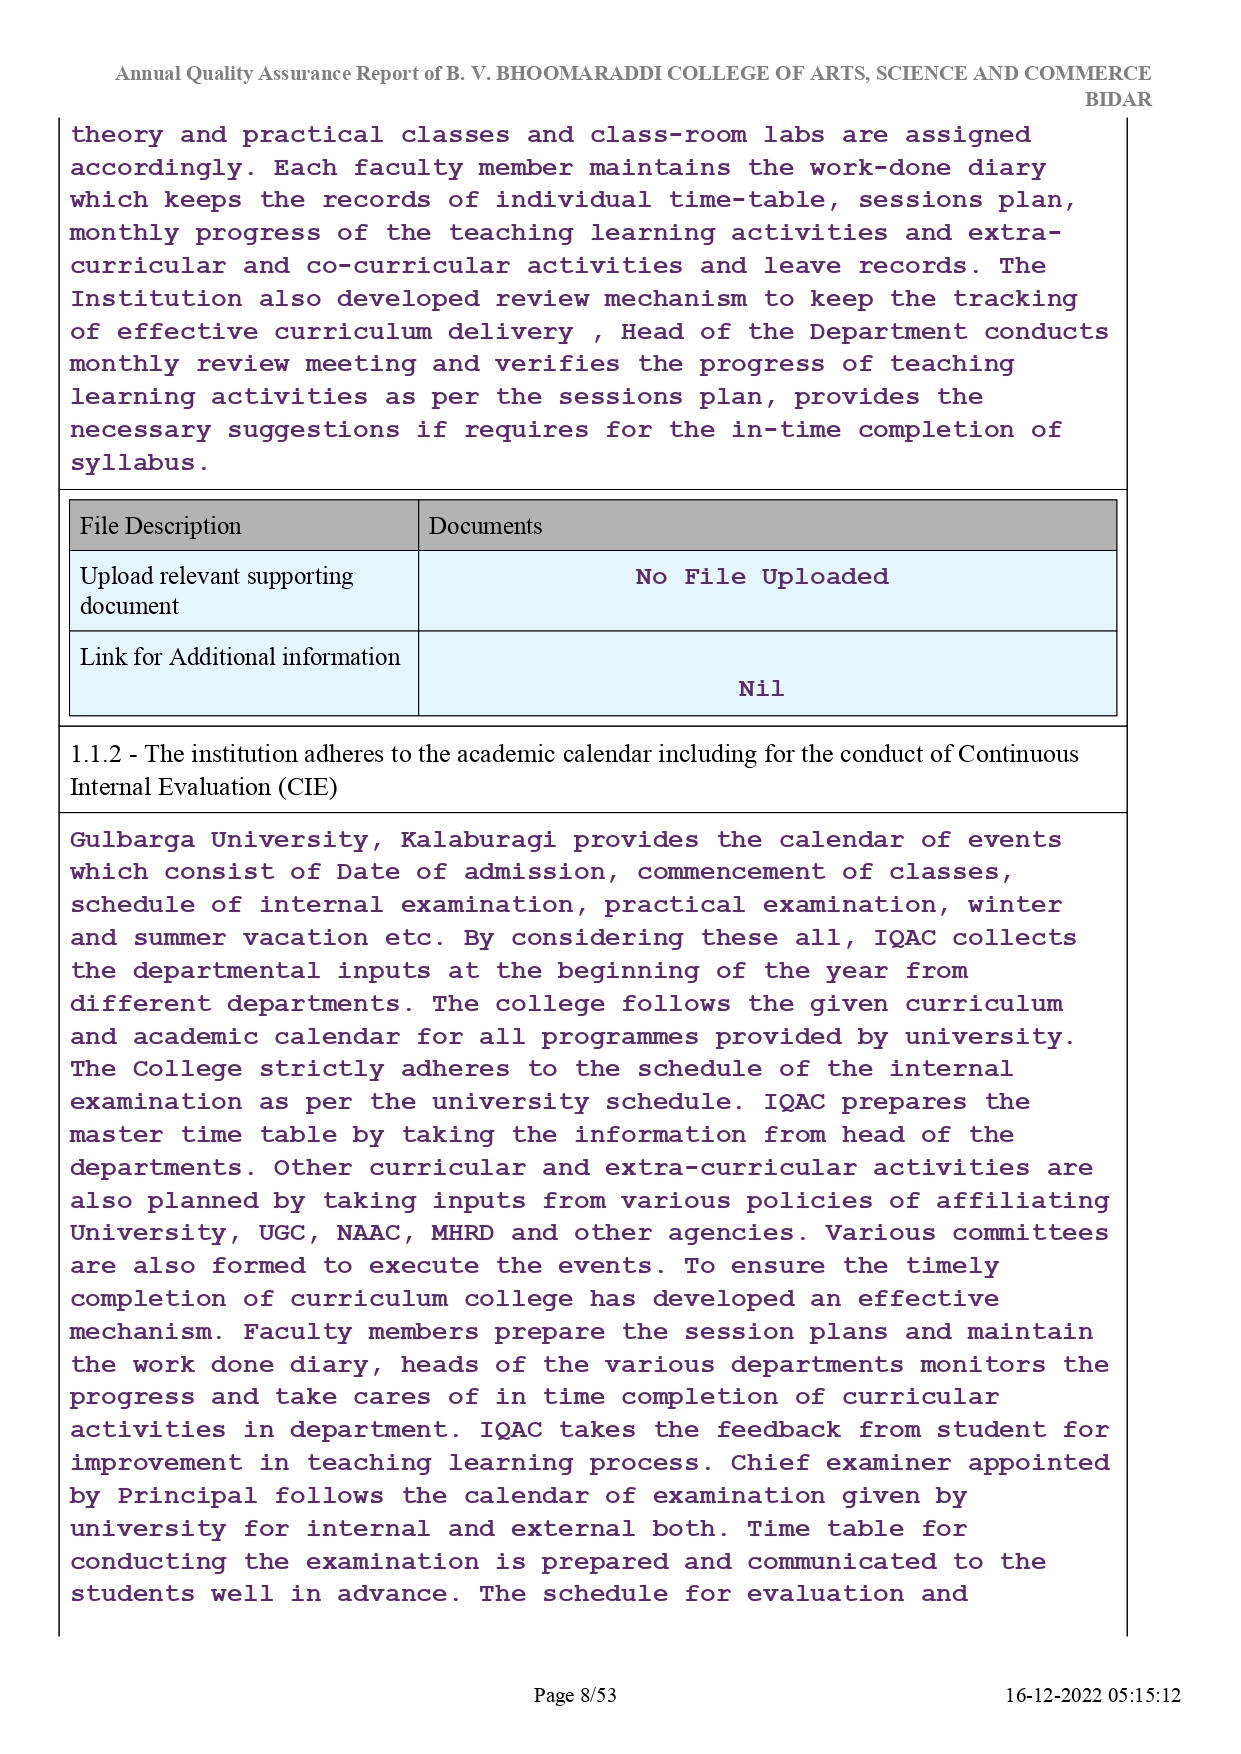 Annual Quality Assurance Report of B. V. BHOOMARADDI COLLEGE OF ARTS, SCIENCE AND COMMERCE
BIDAR
theory and practical classes and class-room labs are assigned
accordingly. Each faculty member maintains the work-done diary
which keeps the records of individual time-table, sessions plan,
monthly progress of the teaching learning activities and extra-
curricular and co-curricular activities and leave records. The
Institution also developed review mechanism to keep the tracking
of effective curriculum delivery , Head of the Department conducts
monthly review meeting and verifies the progress of teaching
learning activities as per the sessions plan, provides the
necessary suggestions if requires for the in-time completion of
syllabus.
File Description Documents
Upload relevant supporting
document
No File Uploaded
Link for Additional information
Nil
1.1.2 - The institution adheres to the academic calendar including for the conduct of Continuous
Internal Evaluation (CIE)
Gulbarga University, Kalaburagi provides the calendar of events
which consist of Date of admission, commencement of classes,
schedule of internal examination, practical examination, winter
and summer vacation etc. By considering these all, IQAC collects
the departmental inputs at the beginning of the year from
different departments. The college follows the given curriculum
and academic calendar for all programmes provided by university.
The College strictly adheres to the schedule of the internal
examination as per the university schedule. IQAC prepares the
master time table by taking the information from head of the
departments. Other curricular and extra-curricular activities are
also planned by taking inputs from various policies of affiliating
University, UGC, NAAC, MHRD and other agencies. Various committees
are also formed to execute the events. To ensure the timely
completion of curriculum college has developed an effective
mechanism. Faculty members prepare the session plans and maintain
the work done diary, heads of the various departments monitors the
progress and take cares of in time completion of curricular
activities in department. IQAC takes the feedback from student for
improvement in teaching learning process. Chief examiner appointed
by Principal follows the calendar of examination given by
university for internal and external both. Time table for
conducting the examination is prepared and communicated to the
students well in advance. The schedule for evaluation and
Page 8/53 16-12-2022 05:15:12